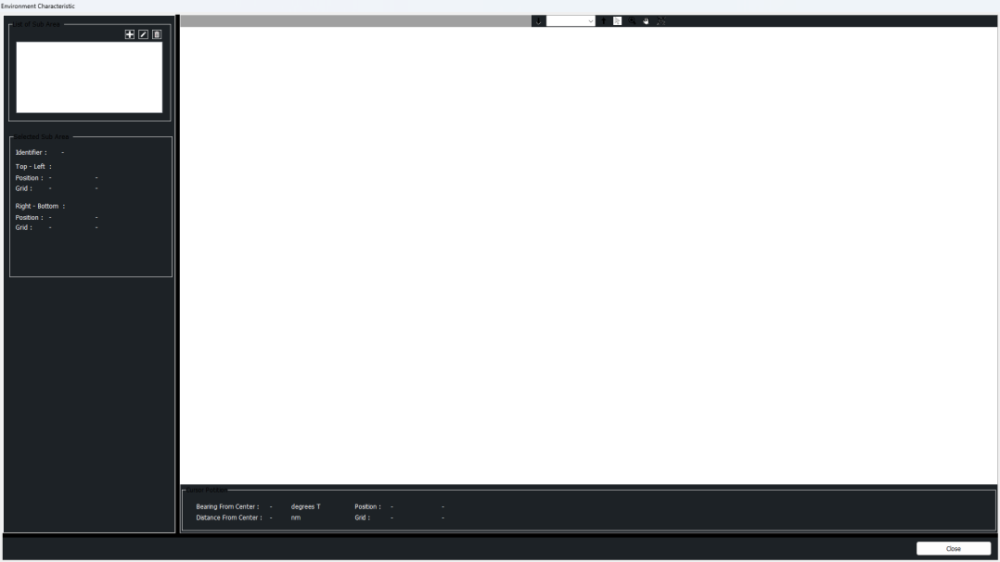 Environment Characteristic
List of Sub Area
Selected Sub Area
Identifier : -
Top - Left :
Position : - -
Grid : - -
Right - Bottom :
Position : - -
Grid : - -
Cursor Position
Bearing From Center : - degrees T Position : - -
Distance From Center : - nm Grid : - -
Close